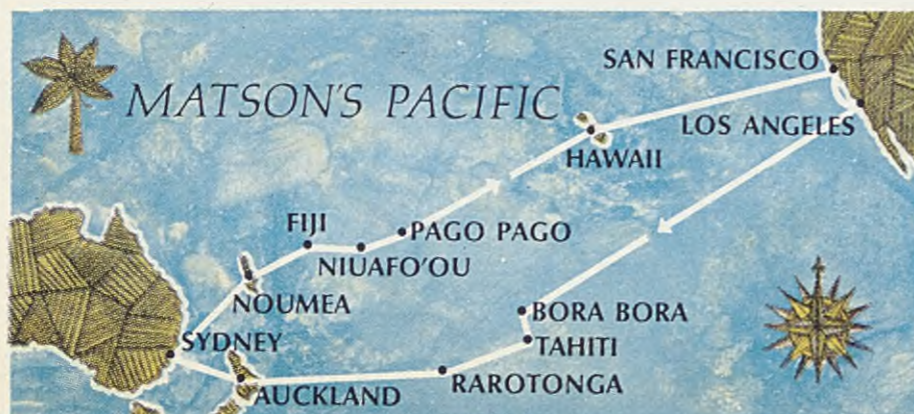 SAN FRANCISCO
MATSON'S PACIFIC
LOS ANGELES
HAWAII
FIJI
PAGO PAGO
NIUAFO'OU
NOUMEA
BORA BORA
SYDNEY
TAHITI
RAROTONGA
AUCKLAND